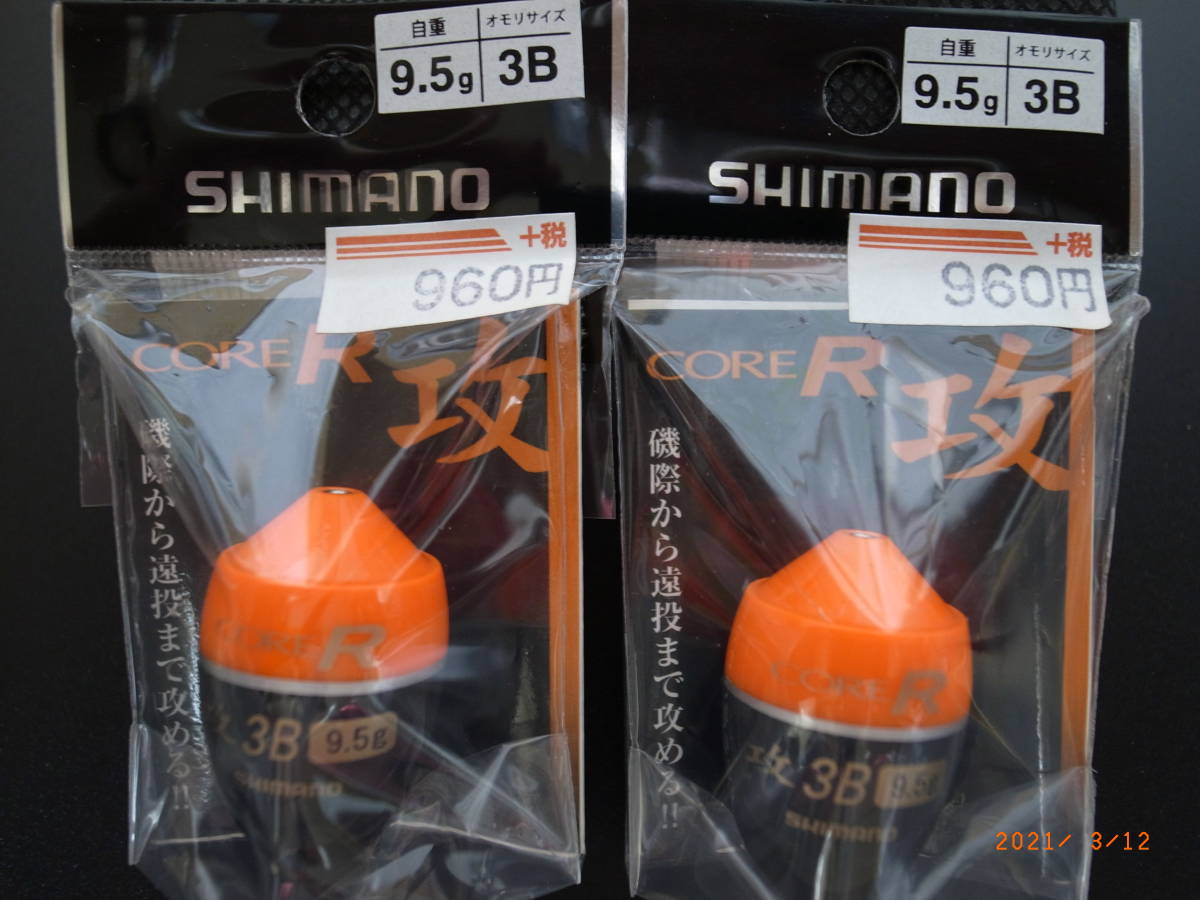 自重 オモリサイズ
9.5g 3B
SHIMANO
+税
960円
CORE R 攻
磯際から遠投まで攻める!!
CORE R
3B 9.5g
SHIMANO
自重 オモリサイズ
9.5g 3B
SHIMANO
+税
960円
CORE R 攻
磯際から遠投まで攻める!!
CORE R
攻 3B 9.5g
SHIMANO
2021/ 3/12